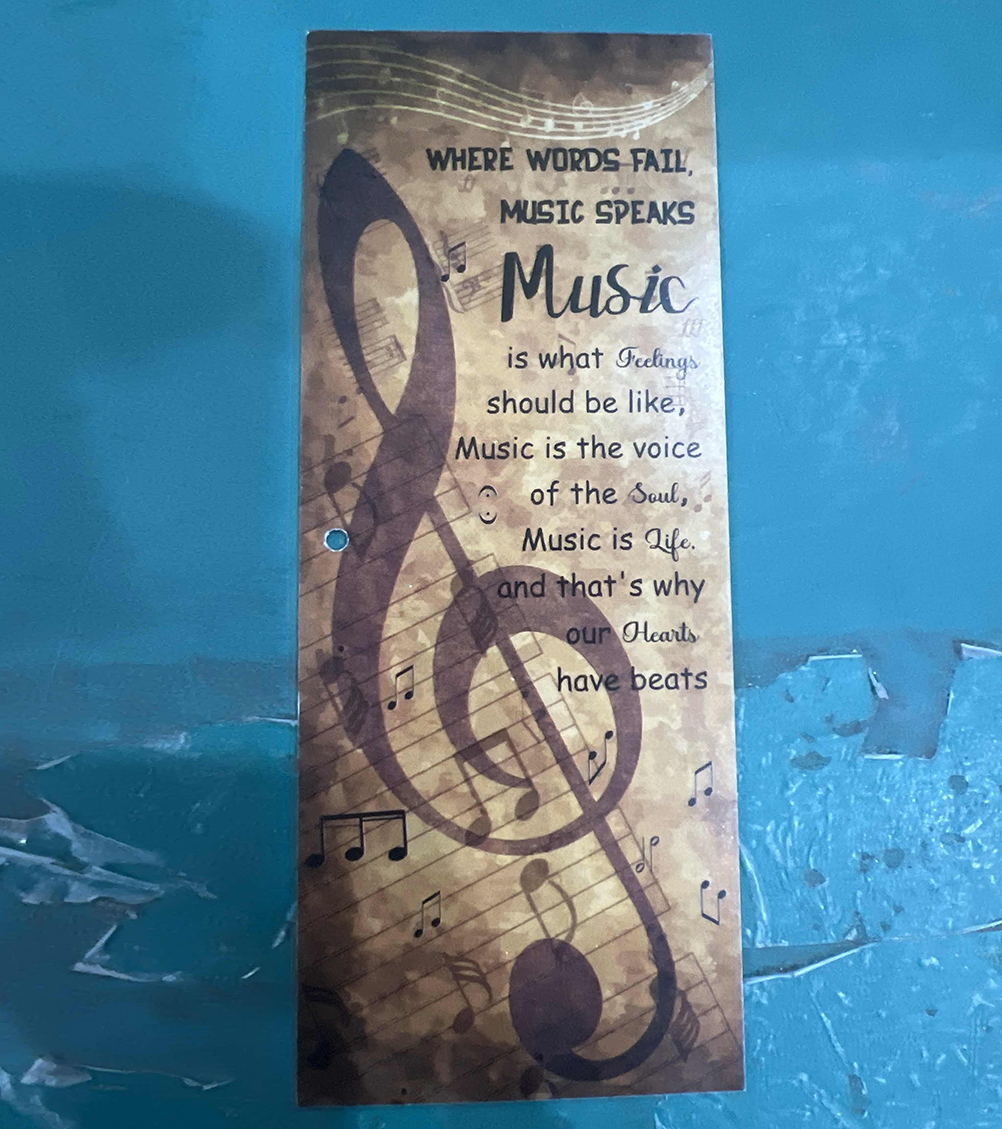 WHERE WORDS FAIL,
MUSIC SPEAKS
Music
is what Feelings
should be like,
Music is the voice
of the Soul,
Music is Life.
and that's why
our Hearts
have beats